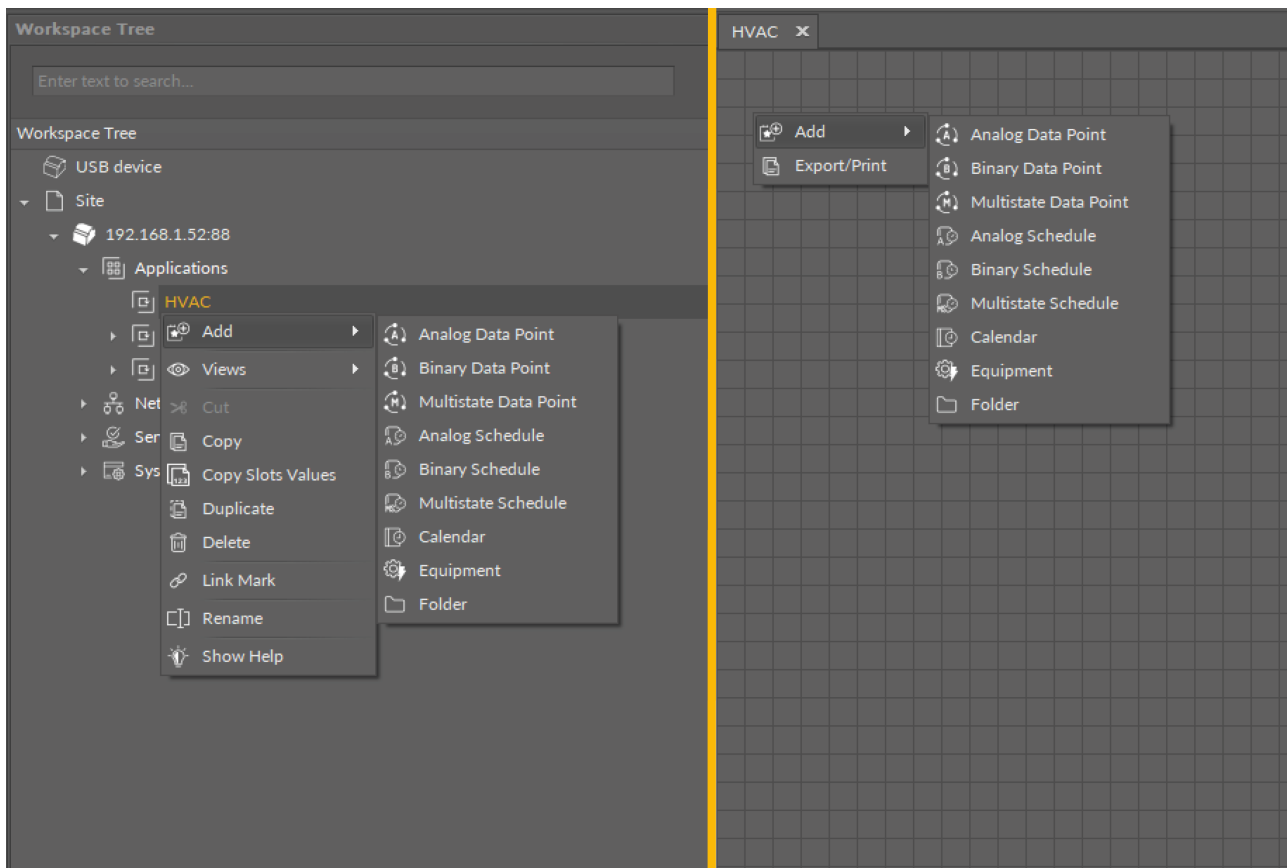 Workspace Tree
Enter text to search...
Workspace Tree
USB device
Site
192.168.1.52:88
Applications
HVAC
Net
Ser
Sys
Add
Views
Cut
Copy
Copy Slots Values
Duplicate
Delete
Link Mark
Rename
Show Help
Analog Data Point
Binary Data Point
Multistate Data Point
Analog Schedule
Binary Schedule
Multistate Schedule
Calendar
Equipment
Folder
HVAC
Add
Export/Print
Analog Data Point
Binary Data Point
Multistate Data Point
Analog Schedule
Binary Schedule
Multistate Schedule
Calendar
Equipment
Folder